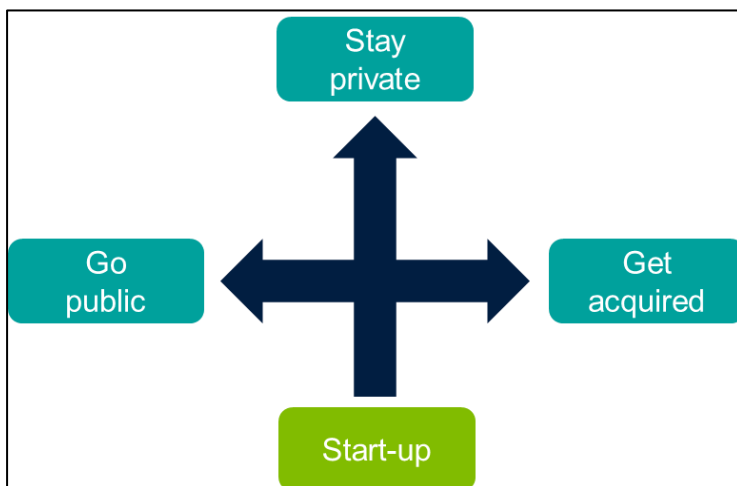 Stay
private
Go
public
Get
acquired
Start-up